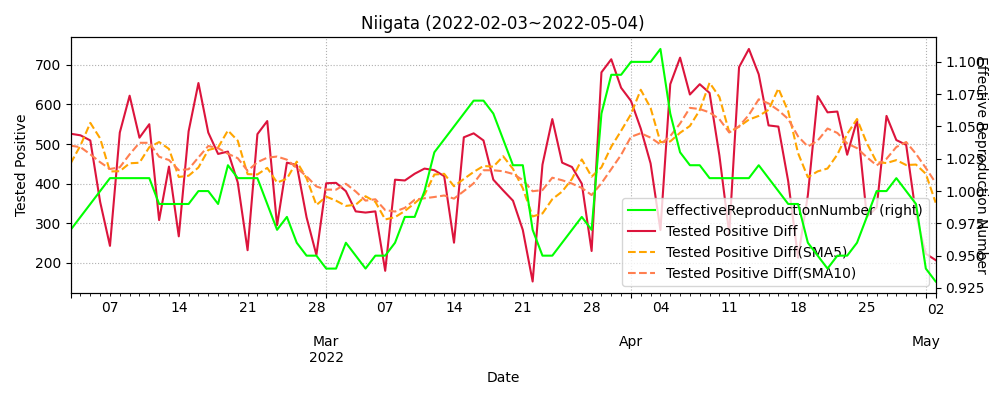 Niigata (2022-02-03~2022-05-04)
Tested Positive
700
600
500
400
300
200
1.100
1.075
1.050
1.025
1.000
0.975
0.950
0.925
Effective Reproduction Number
effectiveReproductionNumber (right)
Tested Positive Diff
Tested Positive Diff(SMA5)
Tested Positive Diff(SMA10)
07 14 21 28 07 14 21 28 04 11 18 25 02
Mar Apr May
2022
Date